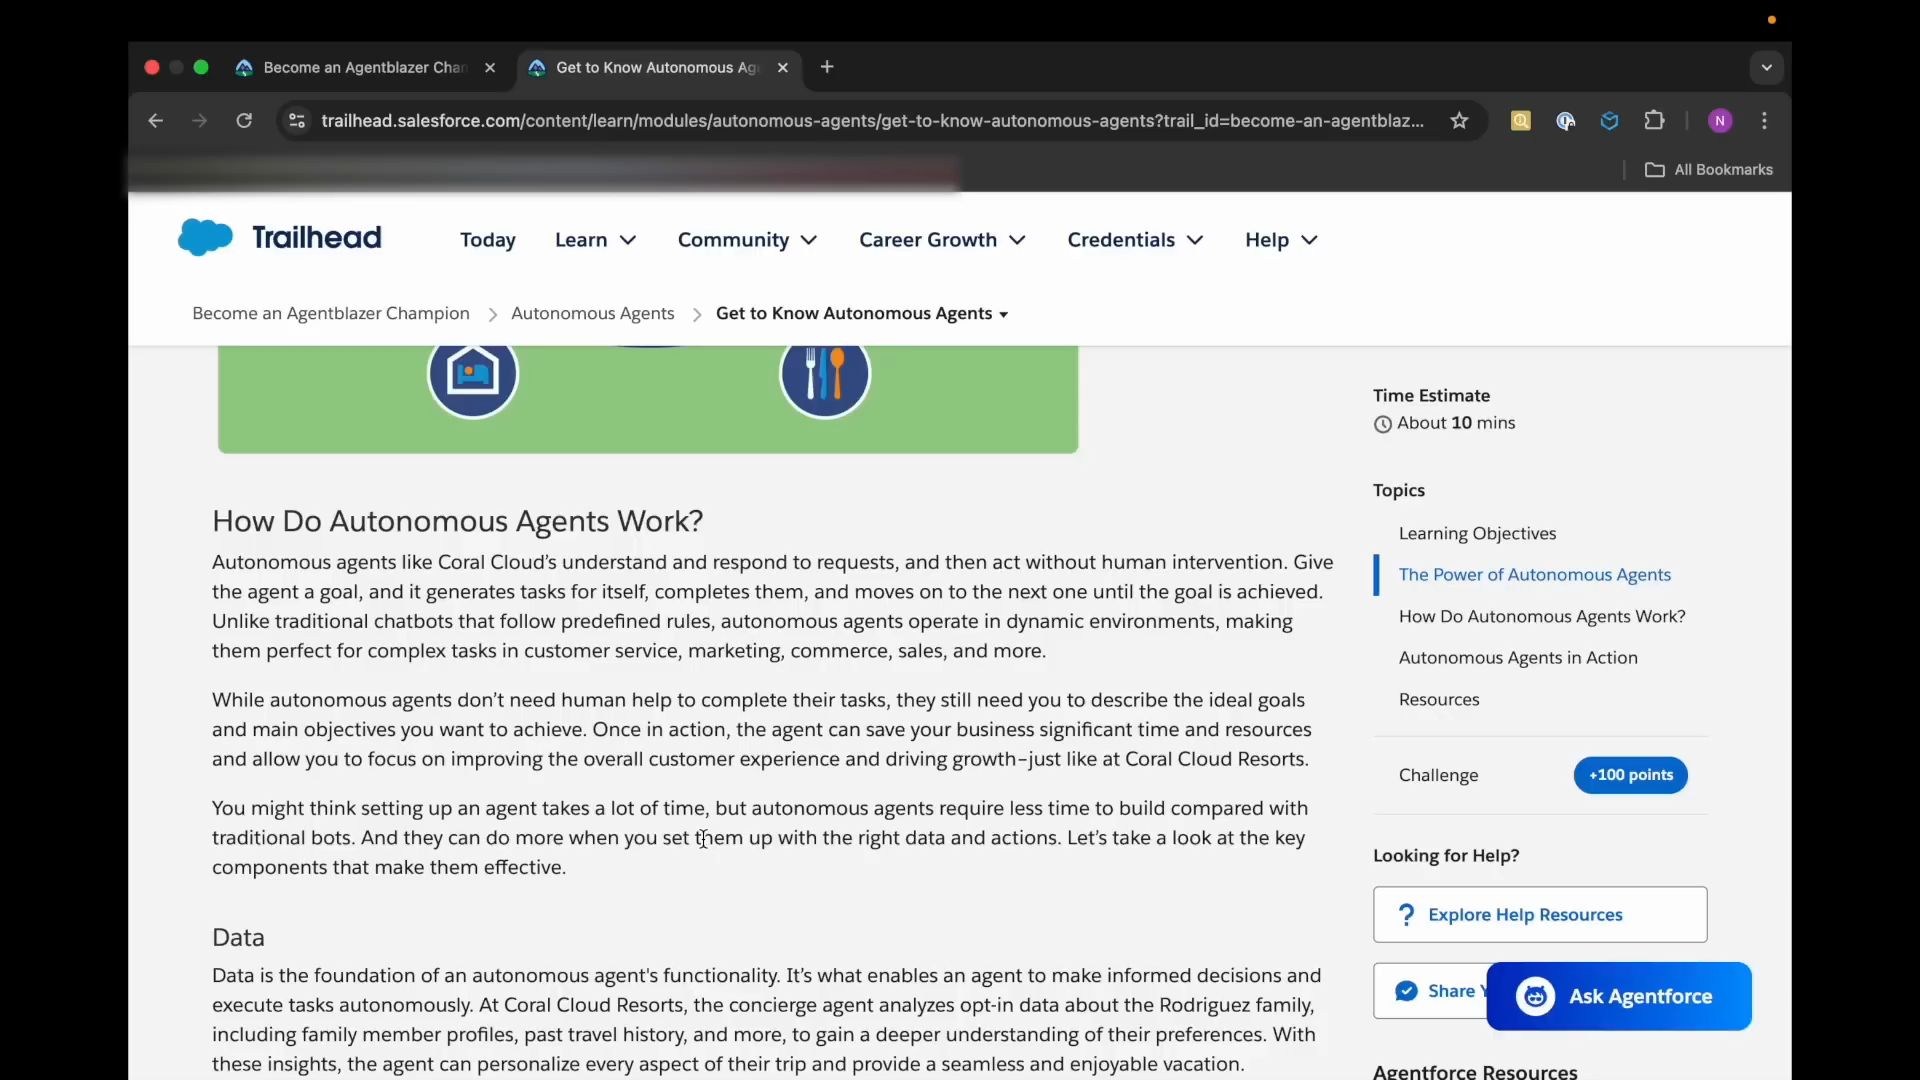 Become an Agentblazer Chan
Get to Know Autonomous Ag
trailhead.salesforce.com/content/learn/modules/autonomous-agents/get-to-know-autonomous-agents?trail_id=become-an-agentblaz...
N
All Bookmarks
Trailhead
Today
Learn
Community
Career Growth
Credentials
Help
Become an Agentblazer Champion
Autonomous Agents
Get to Know Autonomous Agents
How Do Autonomous Agents Work?
Autonomous agents like Coral Cloud’s understand and respond to requests, and then act without human intervention. Give
the agent a goal, and it generates tasks for itself, completes them, and moves on to the next one until the goal is achieved.
Unlike traditional chatbots that follow predefined rules, autonomous agents operate in dynamic environments, making
them perfect for complex tasks in customer service, marketing, commerce, sales, and more.
While autonomous agents don’t need human help to complete their tasks, they still need you to describe the ideal goals
and main objectives you want to achieve. Once in action, the agent can save your business significant time and resources
and allow you to focus on improving the overall customer experience and driving growth–just like at Coral Cloud Resorts.
You might think setting up an agent takes a lot of time, but autonomous agents require less time to build compared with
traditional bots. And they can do more when you set them up with the right data and actions. Let’s take a look at the key
components that make them effective.
Data
Data is the foundation of an autonomous agent's functionality. It’s what enables an agent to make informed decisions and
execute tasks autonomously. At Coral Cloud Resorts, the concierge agent analyzes opt-in data about the Rodriguez family,
including family member profiles, past travel history, and more, to gain a deeper understanding of their preferences. With
these insights, the agent can personalize every aspect of their trip and provide a seamless and enjoyable vacation.
Time Estimate
About 10 mins
Topics
Learning Objectives
The Power of Autonomous Agents
How Do Autonomous Agents Work?
Autonomous Agents in Action
Resources
Challenge
+100 points
Looking for Help?
? Explore Help Resources
Share
Ask Agentforce
Agentforce Resources